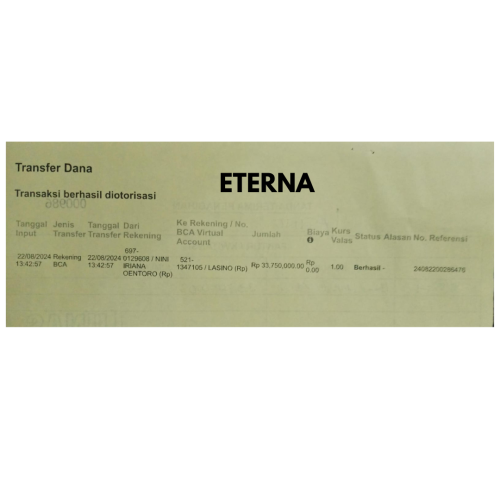 Transfer Dana
ETERNA
Transaksi berhasil diotorisasi
Tanggal Input Jenis Transfer Tanggal Transfer Dari Rekening Ke Rekening / No. BCA Virtual Account Jumlah Biaya Kurs Valas Status Alasan No. Referensi
22/08/2024 13:42:57 Rekening BCA 22/08/2024 13:42:57 697-0129808 / NINI IRIANA OENTORO (Rp) 521-1347105 / LASINO (Rp) Rp 33,750,000.00 Rp 0.00 1.00 Berhasil -